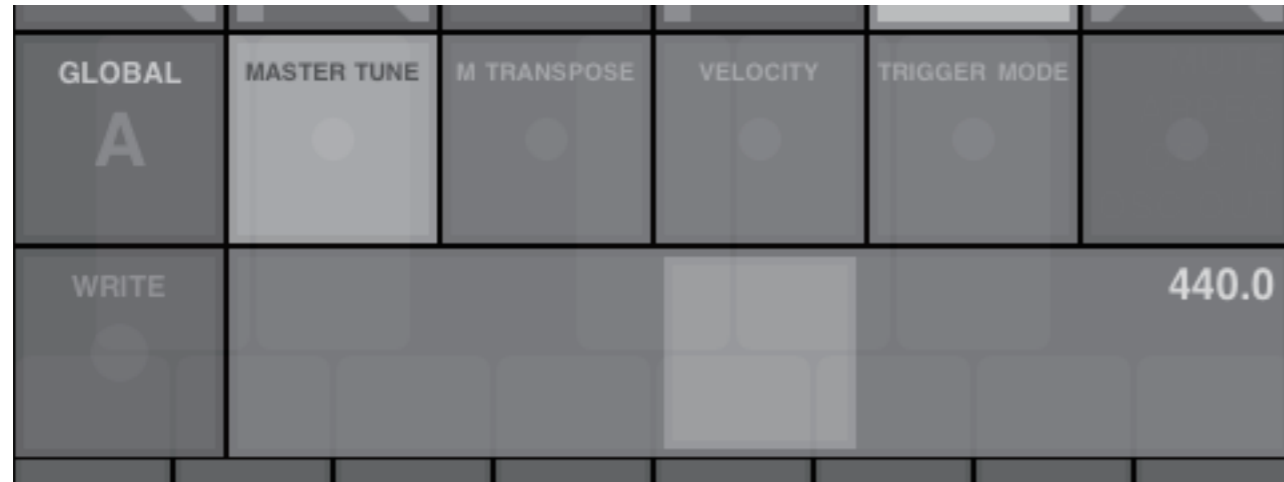 GLOBAL
A
MASTER TUNE
M TRANSPOSE
VELOCITY
TRIGGER MODE
WRITE
440.0